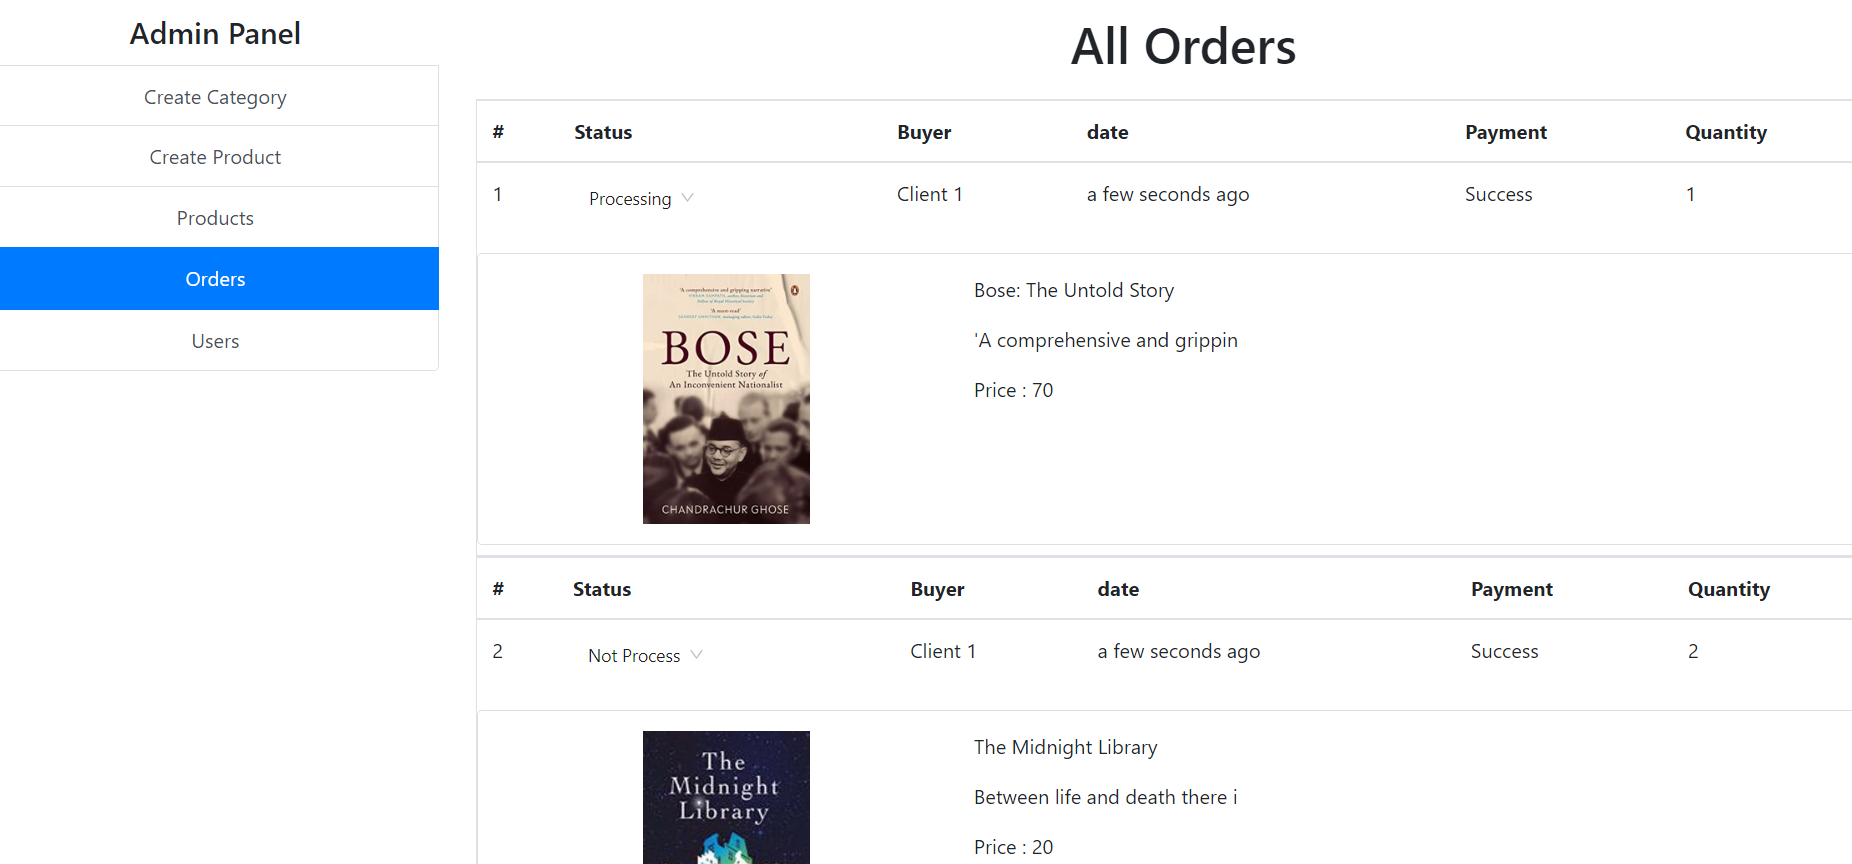 Admin Panel
Create Category
Create Product
Products
Orders
Users
All Orders
# Status Buyer date Payment Quantity
1 Processing Client 1 a few seconds ago Success 1
'A comprehensive and gripping narrative'
'A must-read'
BOSE
The Untold Story of
An Inconvenient Nationalist
CHANDRACHUR GHOSE
Bose: The Untold Story
'A comprehensive and grippin
Price : 70
# Status Buyer date Payment Quantity
2 Not Process Client 1 a few seconds ago Success 2
The
Midnight
Library
The Midnight Library
Between life and death there i
Price : 20